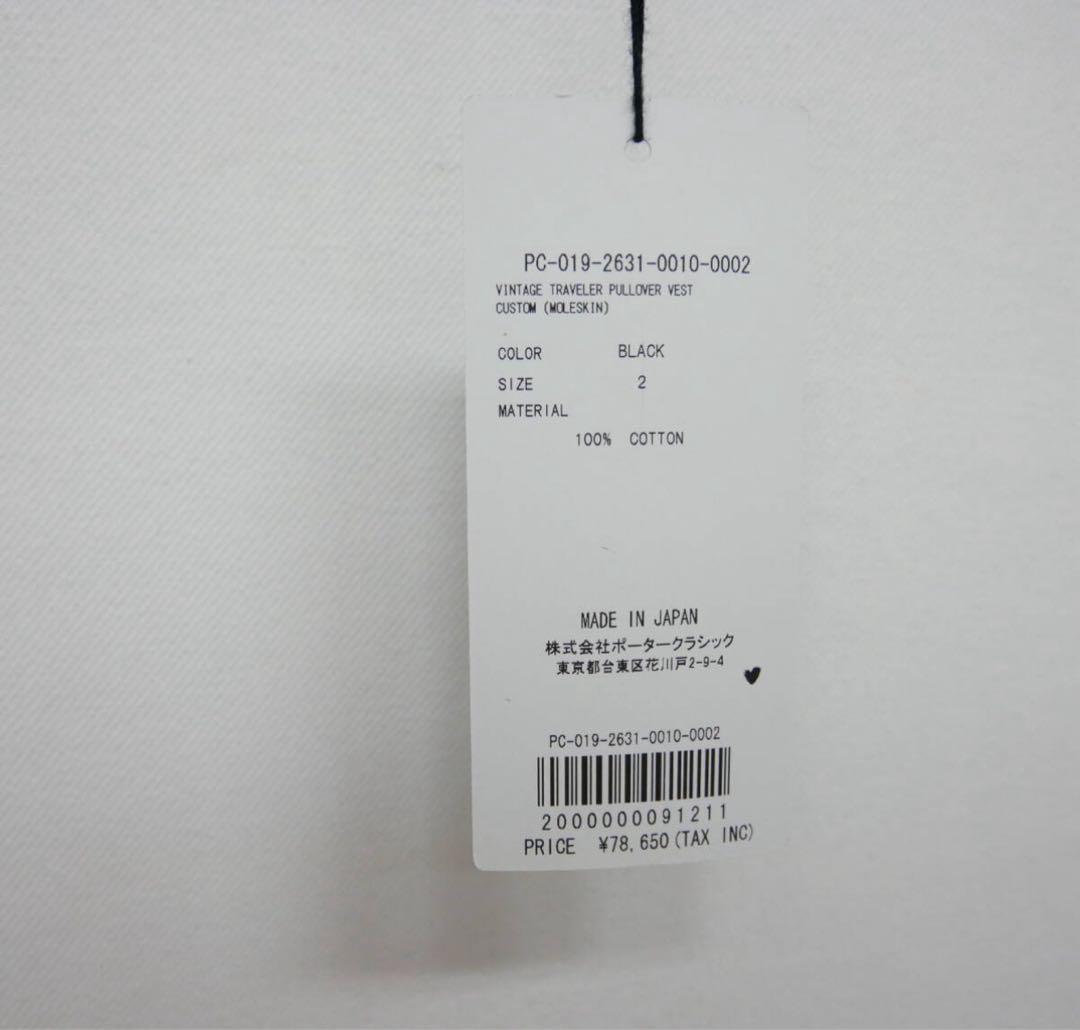 PC-019-2631-0010-0002
VINTAGE TRAVELER PULLOVER VEST
CUSTOM (MOLESKIN)
COLOR BLACK
SIZE 2
MATERIAL
100% COTTON
MADE IN JAPAN
株式会社ポータークラシック
東京都台東区花川戸2-9-4
PC-019-2631-0010-0002
2000000091211
PRICE ¥78,650(TAX INC)